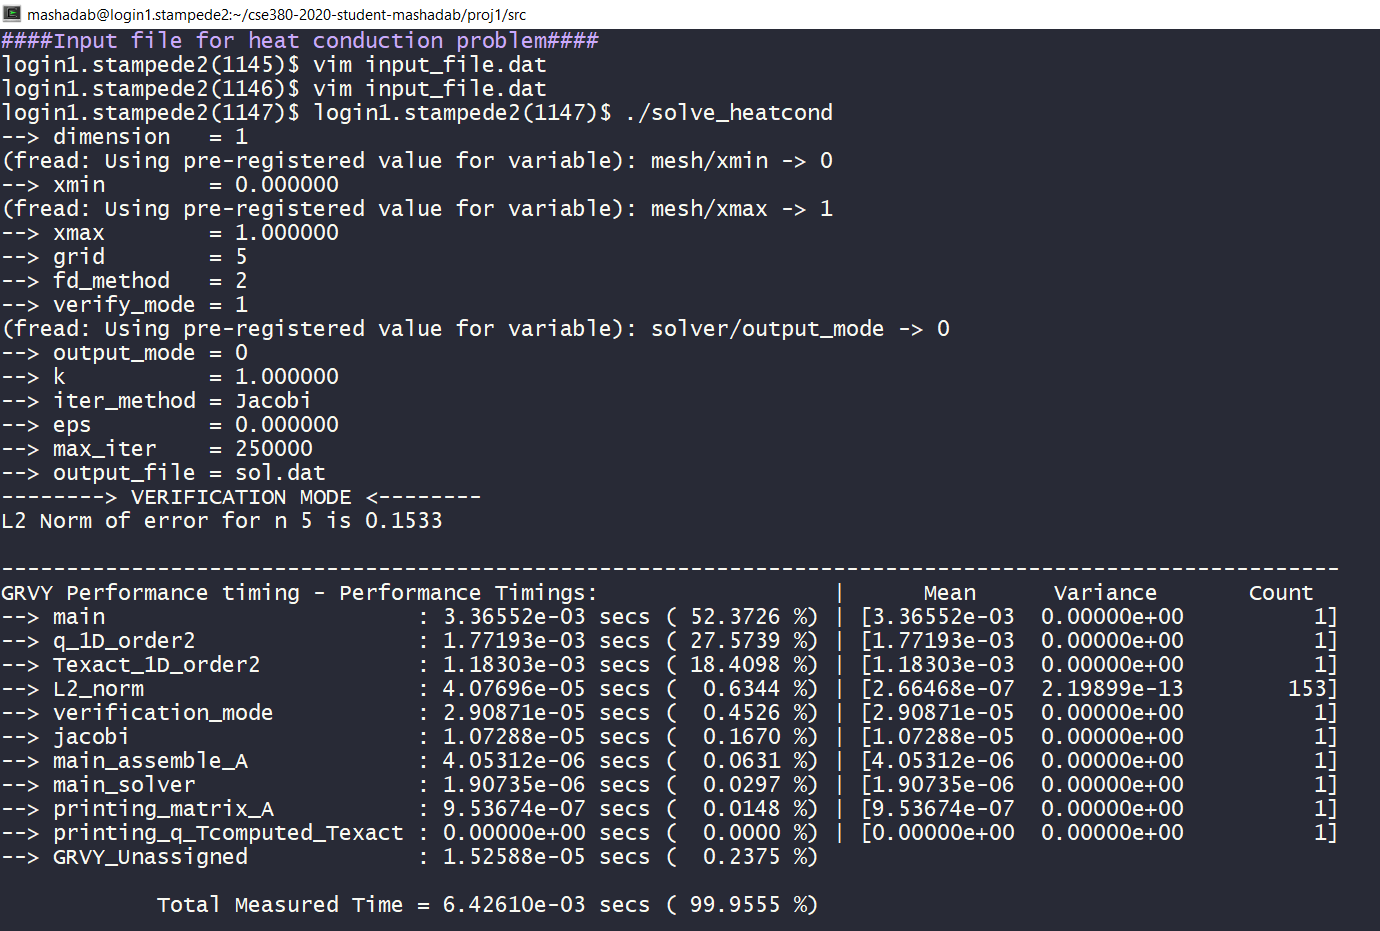 mashadab@login1.stampede2:~/cse380-2020-student-mashadab/proj1/src
####Input file for heat conduction problem####
login1.stampede2(1145)$ vim input_file.dat
login1.stampede2(1146)$ vim input_file.dat
login1.stampede2(1147)$ login1.stampede2(1147)$ ./solve_heatcond
--> dimension   = 1
(fread: Using pre-registered value for variable): mesh/xmin -> 0
--> xmin        = 0.000000
(fread: Using pre-registered value for variable): mesh/xmax -> 1
--> xmax        = 1.000000
--> grid        = 5
--> fd_method   = 2
--> verify_mode = 1
(fread: Using pre-registered value for variable): solver/output_mode -> 0
--> output_mode = 0
--> k           = 1.000000
--> iter_method = Jacobi
--> eps         = 0.000000
--> max_iter    = 250000
--> output_file = sol.dat
--------> VERIFICATION MODE <--------
L2 Norm of error for n 5 is 0.1533
-------------------------------------------------------------------------------------------------------
GRVY Performance timing - Performance Timings:                   |      Mean      Variance       Count
--> main                        : 3.36552e-03 secs ( 52.3726 %) | [3.36552e-03  0.00000e+00          1]
--> q_1D_order2                 : 1.77193e-03 secs ( 27.5739 %) | [1.77193e-03  0.00000e+00          1]
--> Texact_1D_order2            : 1.18303e-03 secs ( 18.4098 %) | [1.18303e-03  0.00000e+00          1]
--> L2_norm                     : 4.07696e-05 secs (  0.6344 %) | [2.66468e-07  2.19899e-13        153]
--> verification_mode           : 2.90871e-05 secs (  0.4526 %) | [2.90871e-05  0.00000e+00          1]
--> jacobi                      : 1.07288e-05 secs (  0.1670 %) | [1.07288e-05  0.00000e+00          1]
--> main_assemble_A             : 4.05312e-06 secs (  0.0631 %) | [4.05312e-06  0.00000e+00          1]
--> main_solver                 : 1.90735e-06 secs (  0.0297 %) | [1.90735e-06  0.00000e+00          1]
--> printing_matrix_A           : 9.53674e-07 secs (  0.0148 %) | [9.53674e-07  0.00000e+00          1]
--> printing_q_Tcomputed_Texact : 0.00000e+00 secs (  0.0000 %) | [0.00000e+00  0.00000e+00          1]
--> GRVY_Unassigned             : 1.52588e-05 secs (  0.2375 %)
Total Measured Time = 6.42610e-03 secs ( 99.9555 %)